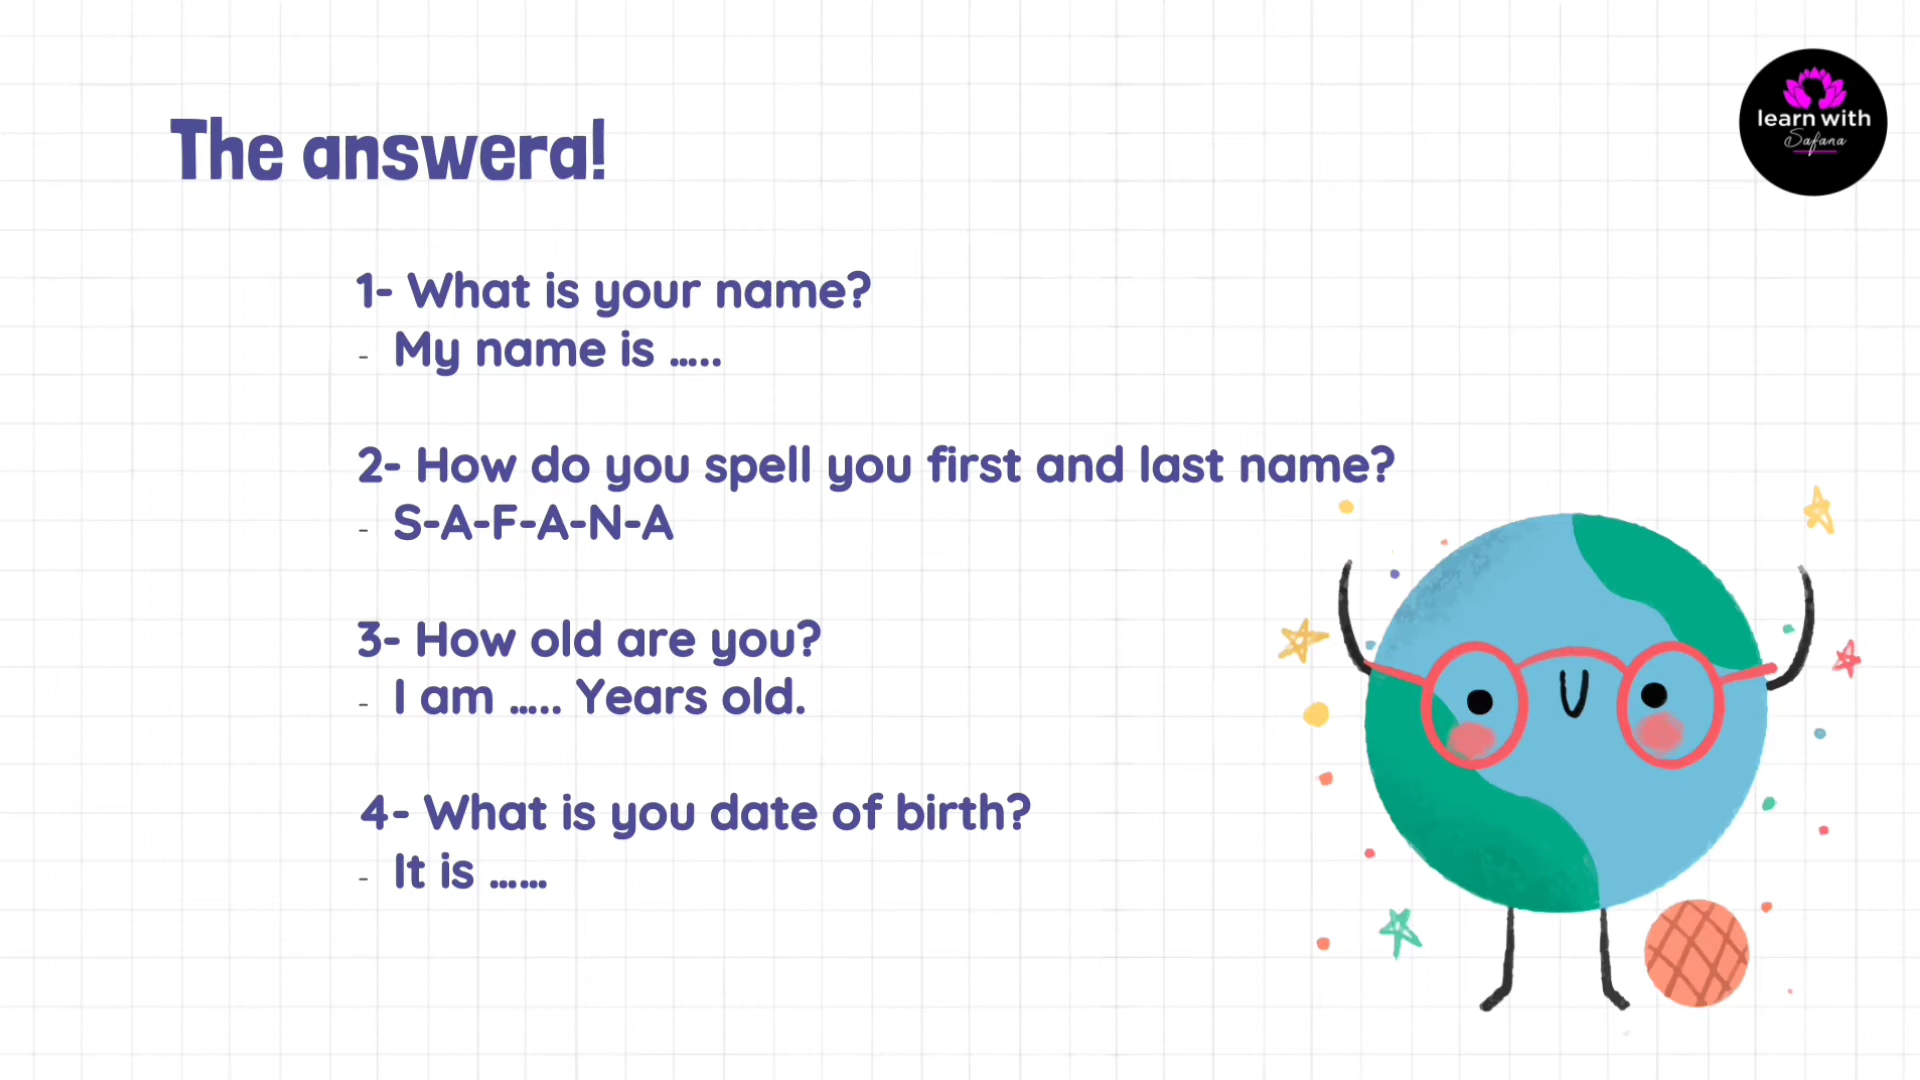 learn with
Safana
The answera!
1- What is your name?
- My name is .....
2- How do you spell you first and last name?
- S-A-F-A-N-A
3- How old are you?
- I am ..... Years old.
4- What is you date of birth?
- It is ......